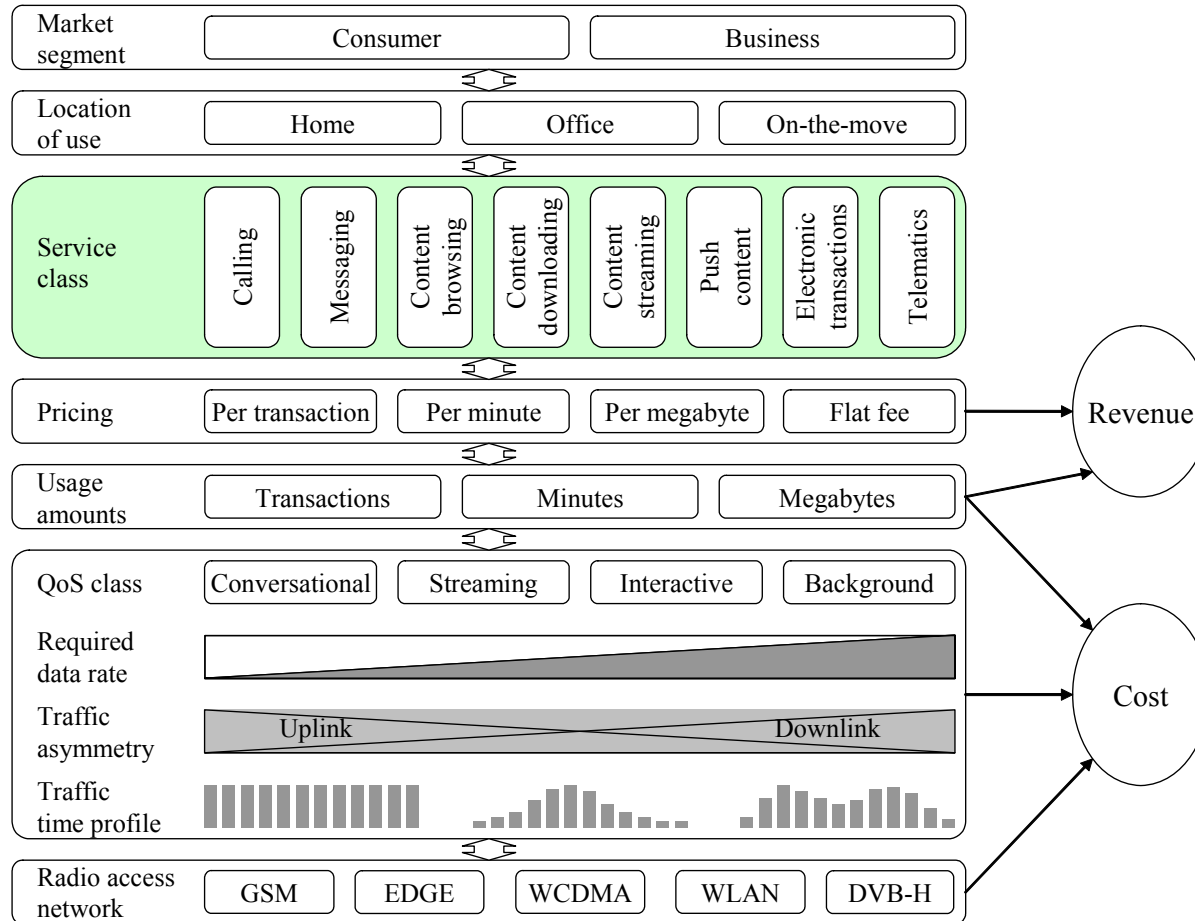 Market
segment
Consumer
Business
Location
of use
Home
Office
On-the-move
Service
class
Calling
Messaging
Content
browsing
Content
downloading
Content
streaming
Push
content
Electronic
transactions
Telematics
Pricing
Per transaction
Per minute
Per megabyte
Flat fee
Revenue
Usage
amounts
Transactions
Minutes
Megabytes
QoS class
Conversational
Streaming
Interactive
Background
Required
data rate
Cost
Traffic
asymmetry
Uplink
Downlink
Traffic
time profile
Radio access
network
GSM
EDGE
WCDMA
WLAN
DVB-H